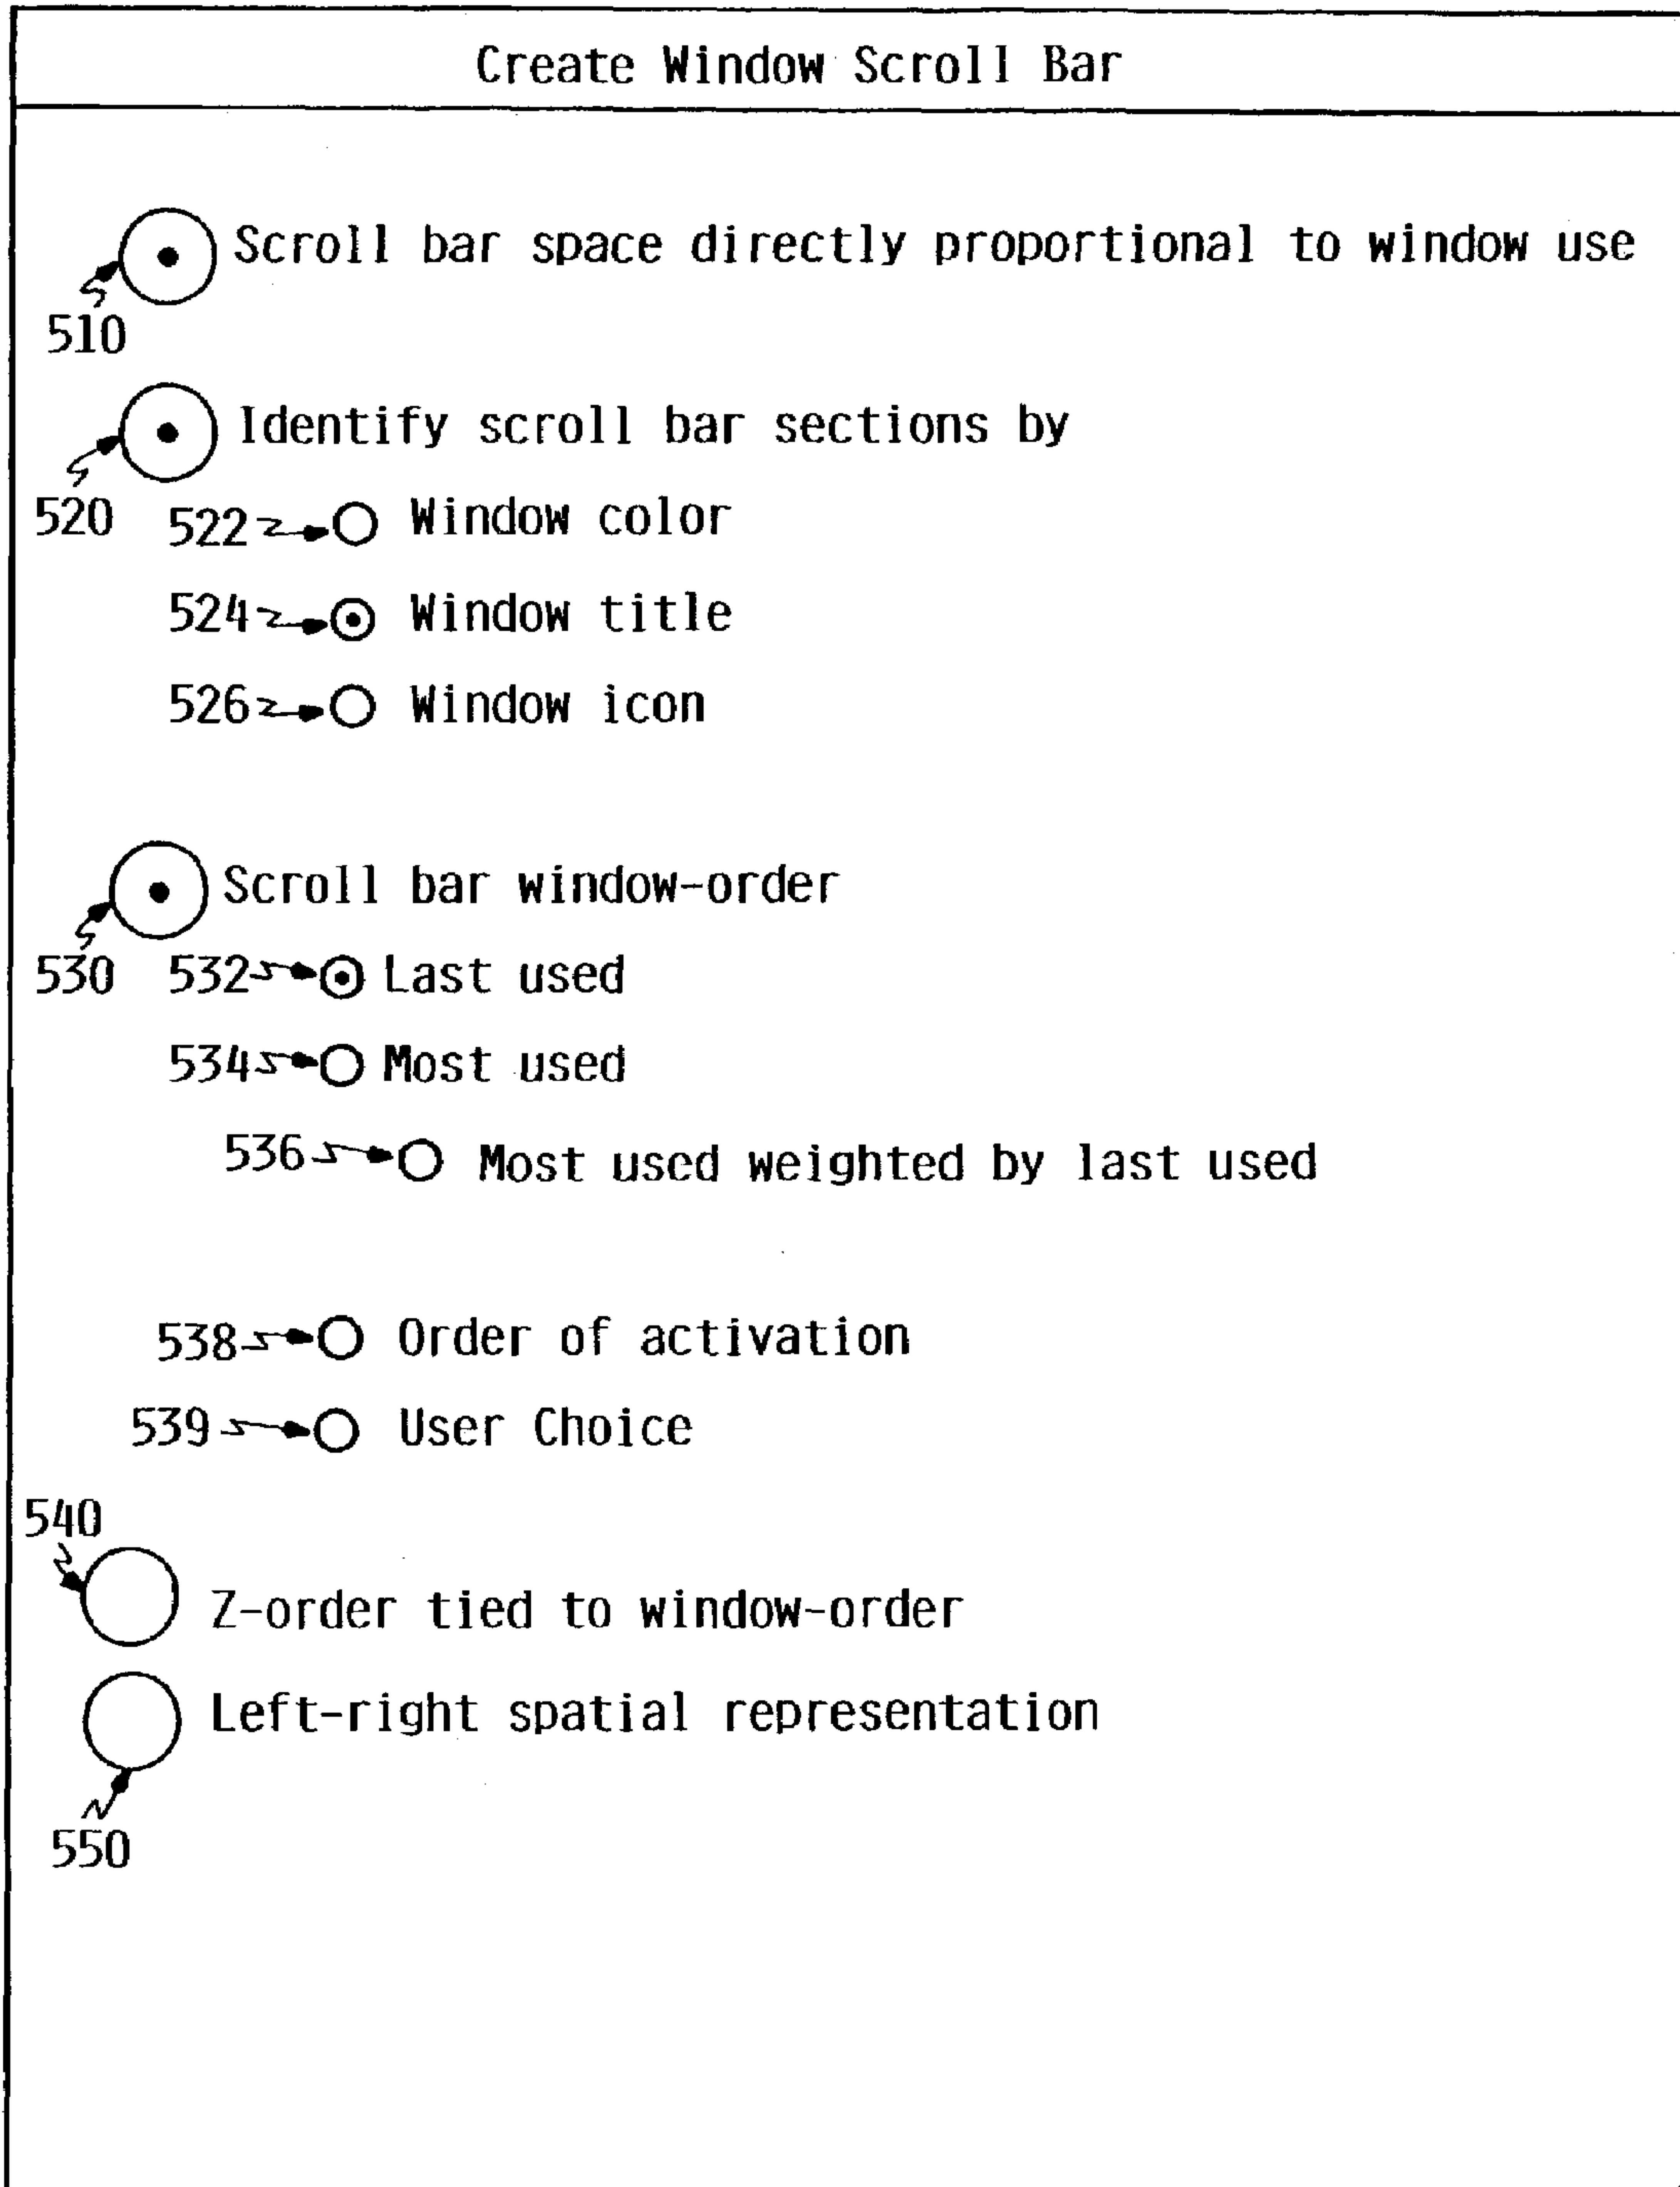 Create Window Scroll Bar
Scroll bar space directly proportional to window use
510
Identify scroll bar sections by
520
522 Window color
524 Window title
526 Window icon
Scroll bar window-order
530
532 Last used
534 Most used
536 Most used weighted by last used
538 Order of activation
539 User Choice
540
Z-order tied to window-order
Left-right spatial representation
550